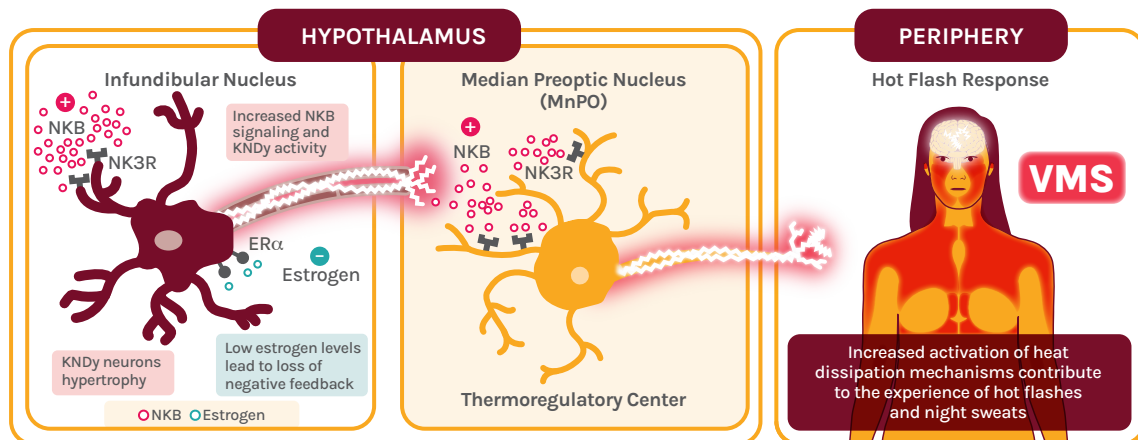 HYPOTHALAMUS
Infundibular Nucleus
+
NKB
NK3R
Increased NKB
signaling and
KNDy activity
ERα
−
Estrogen
KNDy neurons
hypertrophy
Low estrogen levels
lead to loss of
negative feedback
NKB Estrogen
Median Preoptic Nucleus
(MnPO)
+
NKB
NK3R
Thermoregulatory Center
PERIPHERY
Hot Flash Response
VMS
Increased activation of heat
dissipation mechanisms contribute
to the experience of hot flashes
and night sweats